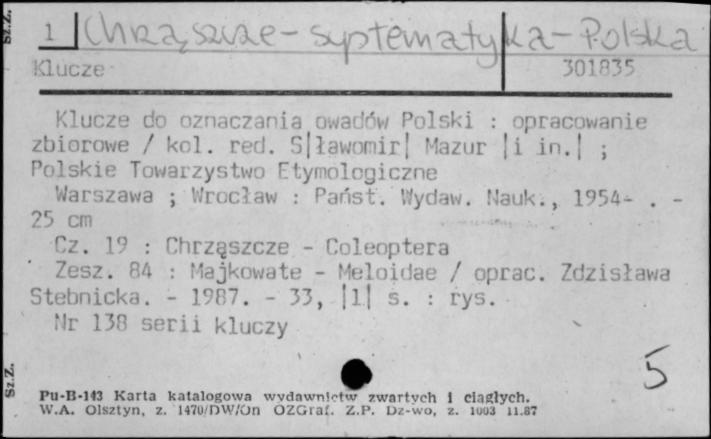 Sz.Z.
1 Chrząszcze - systematyka - Polska
Klucze 301835
Klucze do oznaczania owadów Polski : opracowanie
zbiorowe / kol. red. S|ławomir| Mazur |i in.| ;
Polskie Towarzystwo Etymologiczne
Warszawa ; Wrocław : Państ. Wydaw. Nauk., 1954- . -
25 cm
Cz. 19 : Chrząszcze - Coleoptera
Zesz. 84 : Majkowate - Meloidae / oprac. Zdzisława
Stebnicka. - 1987. - 33, |1| s. : rys.
Nr 138 serii kluczy
5
Sz.Z.
Pu-B-143 Karta katalogowa wydawnictw zwartych i ciągłych.
W.A. Olsztyn, z. 1470/DW/On OZGraf. Z.P. Dz-wo, z. 1003 11.87